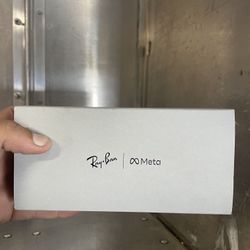 Ray-Ban | ∞ Meta